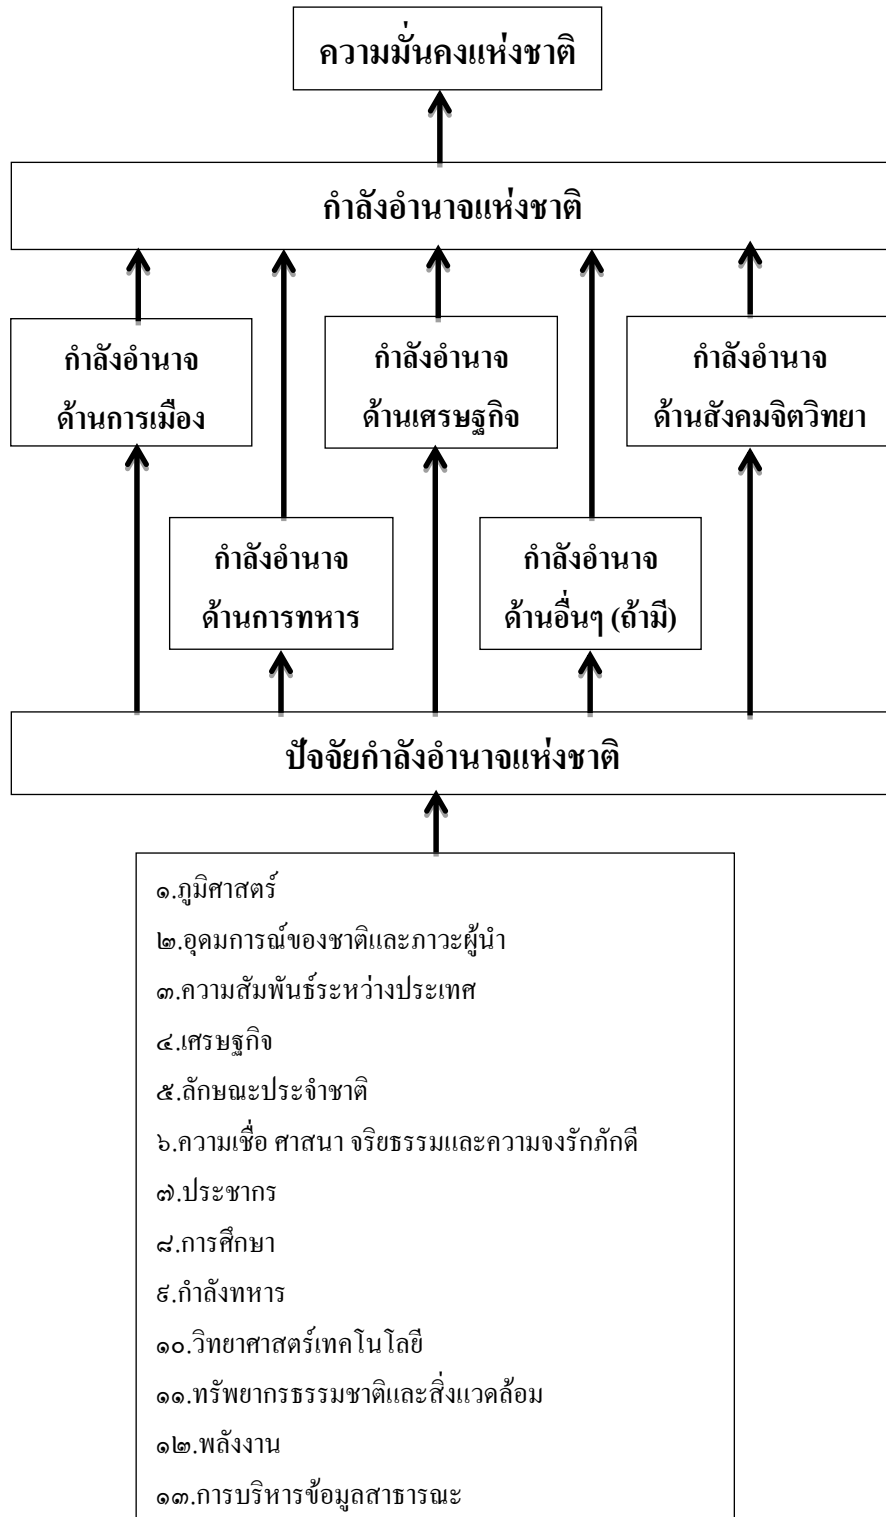 ความมั่นคงแห่งชาติ
กำลังอำนาจแห่งชาติ
กำลังอำนาจ
ด้านการเมือง
กำลังอำนาจ
ด้านเศรษฐกิจ
กำลังอำนาจ
ด้านสังคมจิตวิทยา
กำลังอำนาจ
ด้านการทหาร
กำลังอำนาจ
ด้านอื่นๆ (ถ้ามี)
ปัจจัยกำลังอำนาจแห่งชาติ
๑.ภูมิศาสตร์
๒.อุดมการณ์ของชาติและภาวะผู้นำ
๓.ความสัมพันธ์ระหว่างประเทศ
๔.เศรษฐกิจ
๕.ลักษณะประจำชาติ
๖.ความเชื่อ ศาสนา จริยธรรมและความจงรักภักดี
๗.ประชากร
๘.การศึกษา
๙.กำลังทหาร
๑๐.วิทยาศาสตร์เทคโนโลยี
๑๑.ทรัพยากรธรรมชาติและสิ่งแวดล้อม
๑๒.พลังงาน
๑๓.การบริหารข้อมูลสาธารณะ